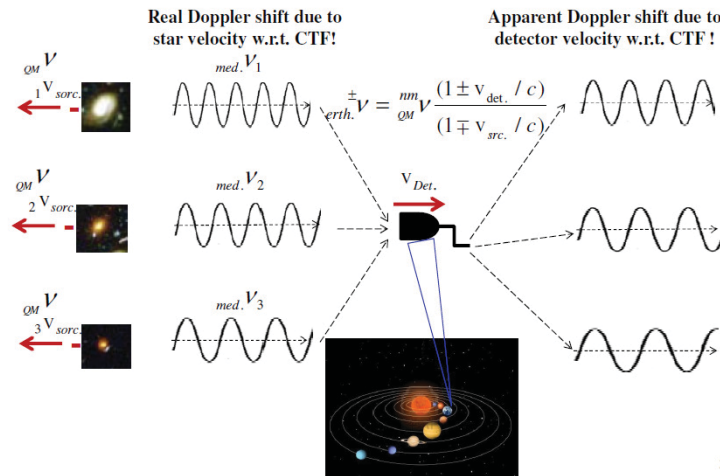 Real Doppler shift due to
star velocity w.r.t. CTF!
Apparent Doppler shift due to
detector velocity w.r.t. CTF !
QM ν
1 V sorc.
med. ν1
± erth. ν = nm QM ν (1 ± v det. / c) / (1 ∓ v src. / c)
QM ν
2 V sorc.
med. ν2
V Det.
QM ν
3 V sorc.
med. ν3